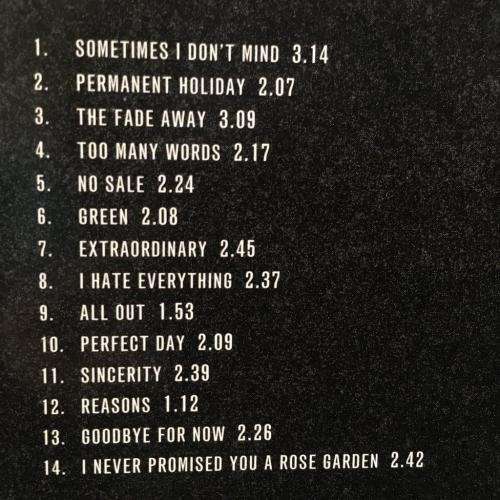 1. SOMETIMES I DON'T MIND 3.14
2. PERMANENT HOLIDAY 2.07
3. THE FADE AWAY 3.09
4. TOO MANY WORDS 2.17
5. NO SALE 2.24
6. GREEN 2.08
7. EXTRAORDINARY 2.45
8. I HATE EVERYTHING 2.37
9. ALL OUT 1.53
10. PERFECT DAY 2.09
11. SINCERITY 2.39
12. REASONS 1.12
13. GOODBYE FOR NOW 2.26
14. I NEVER PROMISED YOU A ROSE GARDEN 2.42